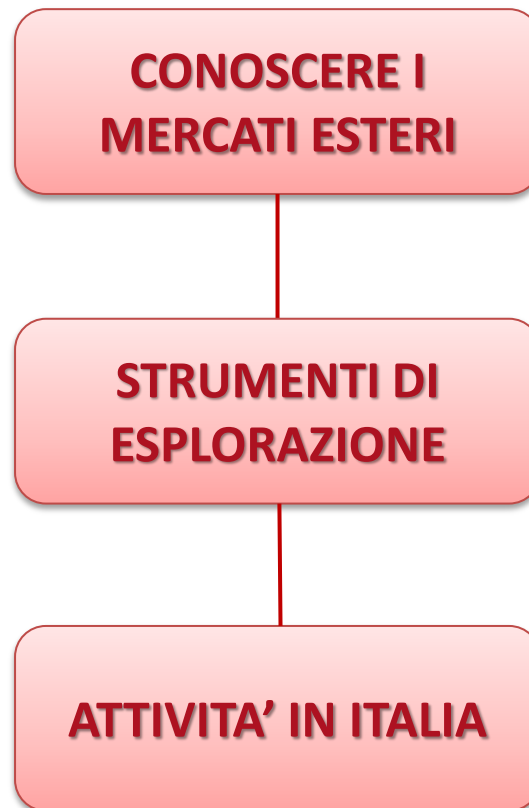 CONOSCERE I
MERCATI ESTERI
STRUMENTI DI
ESPLORAZIONE
ATTIVITA’ IN ITALIA